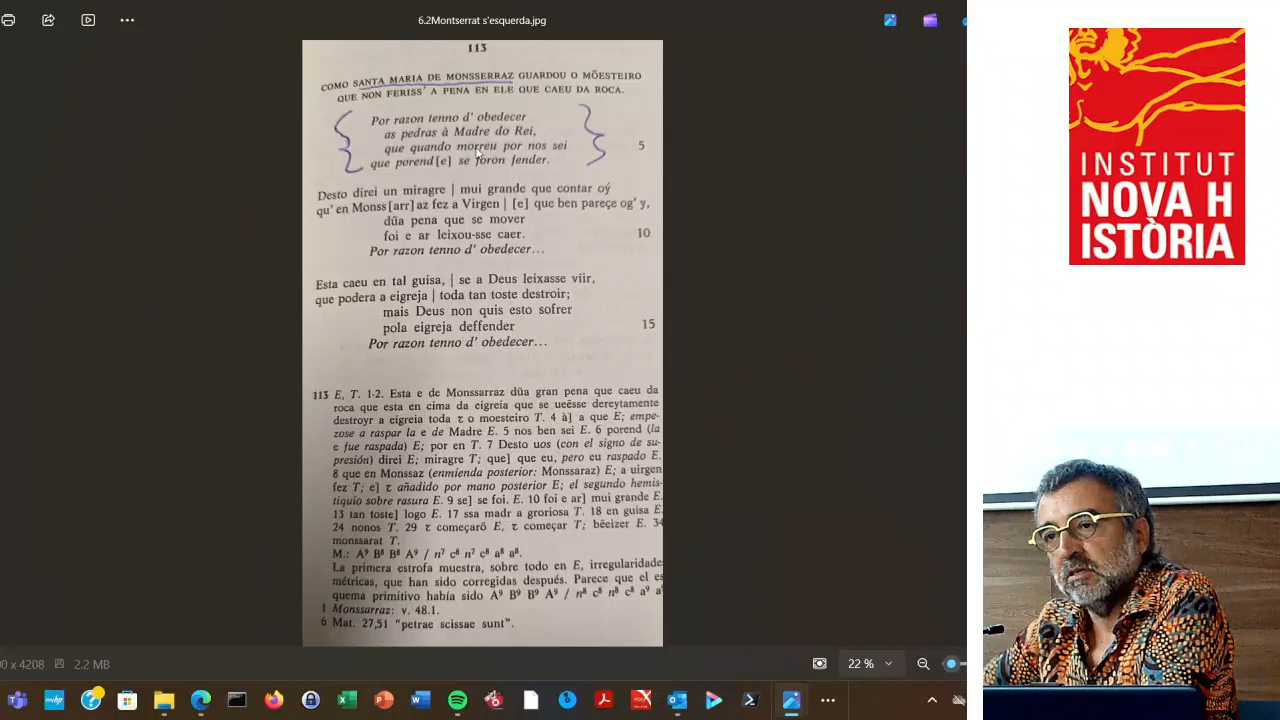 6.2Montserrat s'esquerda.jpg
113
COMO SANTA MARIA DE MONSSERRAZ GUARDOU O MÕESTEIRO
QUE NON FERISS' A PENA EN ELE QUE CAEU DA ROCA.
Por razon tenno d' obedecer
as pedras à Madre do Rei,
que quando morreu por nos sei
5
que porend[e] se foron fender.
Desto direi un miragre | mui grande que contar oý
qu' en Monss[arr]az fez a Virgen | [e] que ben pareçe og' y,
dũa pena que se mover
foi e ar leixou-sse caer.
10
Por razon tenno d' obedecer...
Esta caeu en tal guisa, | se a Deus leixasse viir,
que podera a eigreja | toda tan toste destroir;
mais Deus non quis esto sofrer
pola eigreja deffender
15
Por razon tenno d' obedecer...
113 E, T. 1-2. Esta e de Monssarraz dũa gran pena que caeu da
roca que esta en cima da eigreia que se ueẽsse dereytamente
destroyr a eigreia toda τ o moesteiro T. 4 à] a que E; empe-
zose a raspar la e de Madre E. 5 nos ben sei E. 6 porend (la
e fue raspada) E; por en T. 7 Desto uos (con el signo de su-
presión) direi E; miragre T; que] que eu, pero eu raspado E.
8 que en Monssaz (enmienda posterior: Monssaraz) E; a uirgen
fez T; e] τ añadido por mano posterior E; el segundo hemis-
tiquio sobre rasura E. 9 se] se foi. E. 10 foi e ar] mui grande E.
13 tan toste] logo E. 17 ssa madr a groriosa T. 18 en guisa E.
24 nonos T. 29 τ começarõ E, τ começar T; bẽeizer E. 34
monssarat T.
M.: A⁹ B⁸ B⁸ A⁹ / n⁷ c⁸ n⁷ c⁸ a⁸ a⁸.
La primera estrofa muestra, sobre todo en E, irregularidade
métricas, que han sido corregidas después. Parece que el es
quema primitivo había sido A⁹ B⁹ B⁹ A⁹ / n⁸ c⁸ n⁸ c⁸ a⁹ a
1 Monssarraz: v. 48.1.
6 Mat. 27,51 "petrae scissae sunt".
0 x 4208
2.2 MB
22 %
INSTITUT
NOVA H
ISTÒRIA